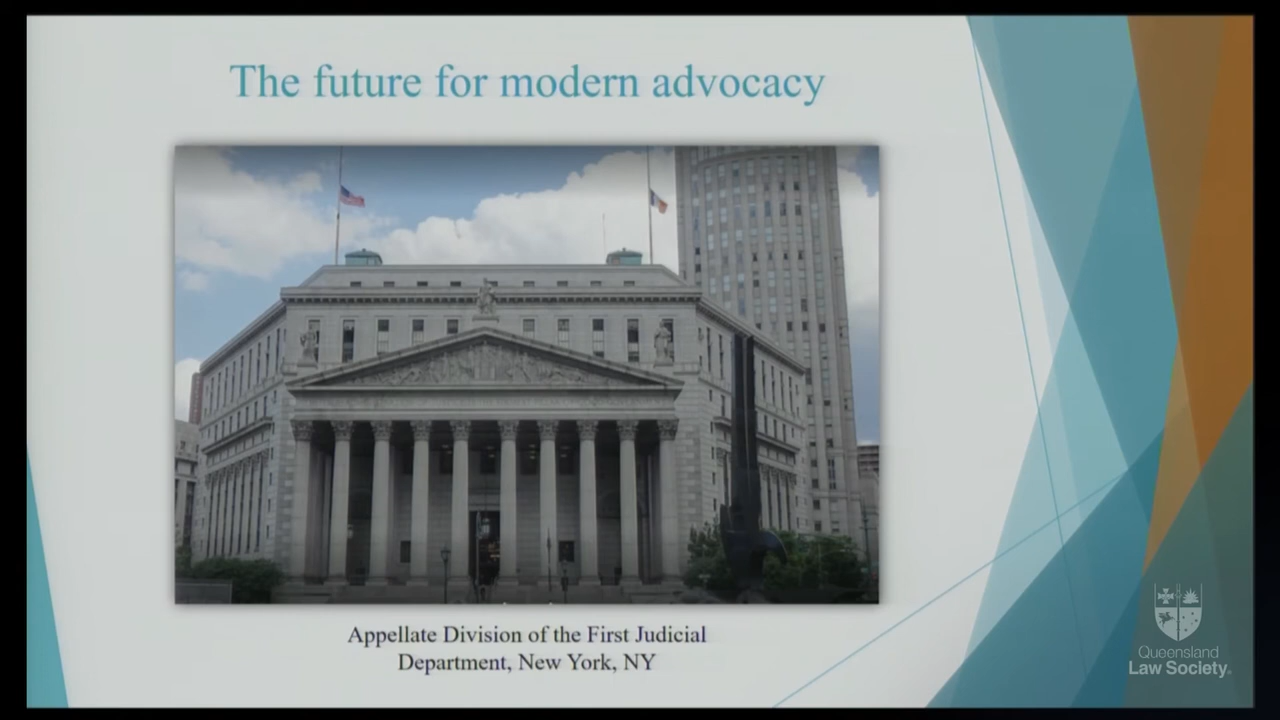 The future for modern advocacy
Appellate Division of the First Judicial
Department, New York, NY
Queensland
Law Society